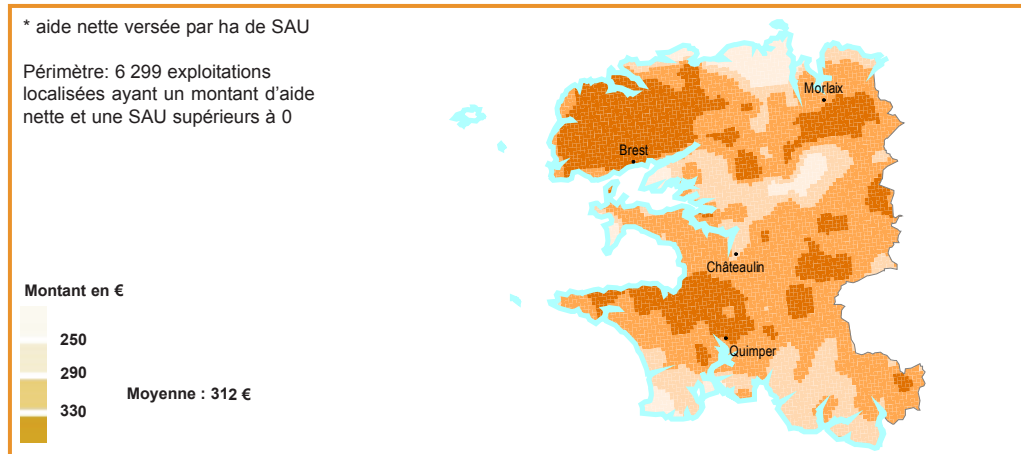 * aide nette versée par ha de SAU
Périmètre: 6 299 exploitations
localisées ayant un montant d'aide
nette et une SAU supérieurs à 0
Morlaix
Brest
Châteaulin
Quimper
Montant en €
250
290
330
Moyenne : 312 €